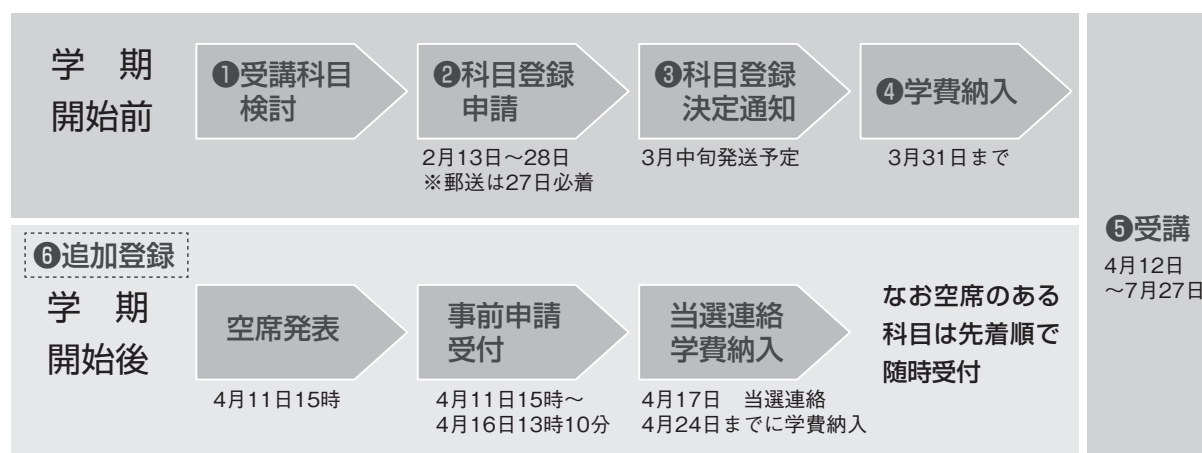 学　期
開始前
❶受講科目
検討
❷科目登録
申請
2月13日～28日
※郵送は27日必着
❸科目登録
決定通知
3月中旬発送予定
❹学費納入
3月31日まで
❻追加登録
学　期
開始後
空席発表
4月11日15時
事前申請
受付
4月11日15時～
4月16日13時10分
当選連絡
学費納入
4月17日　当選連絡
4月24日までに学費納入
なお空席のある
科目は先着順で
随時受付
❺受講
4月12日
～7月27日